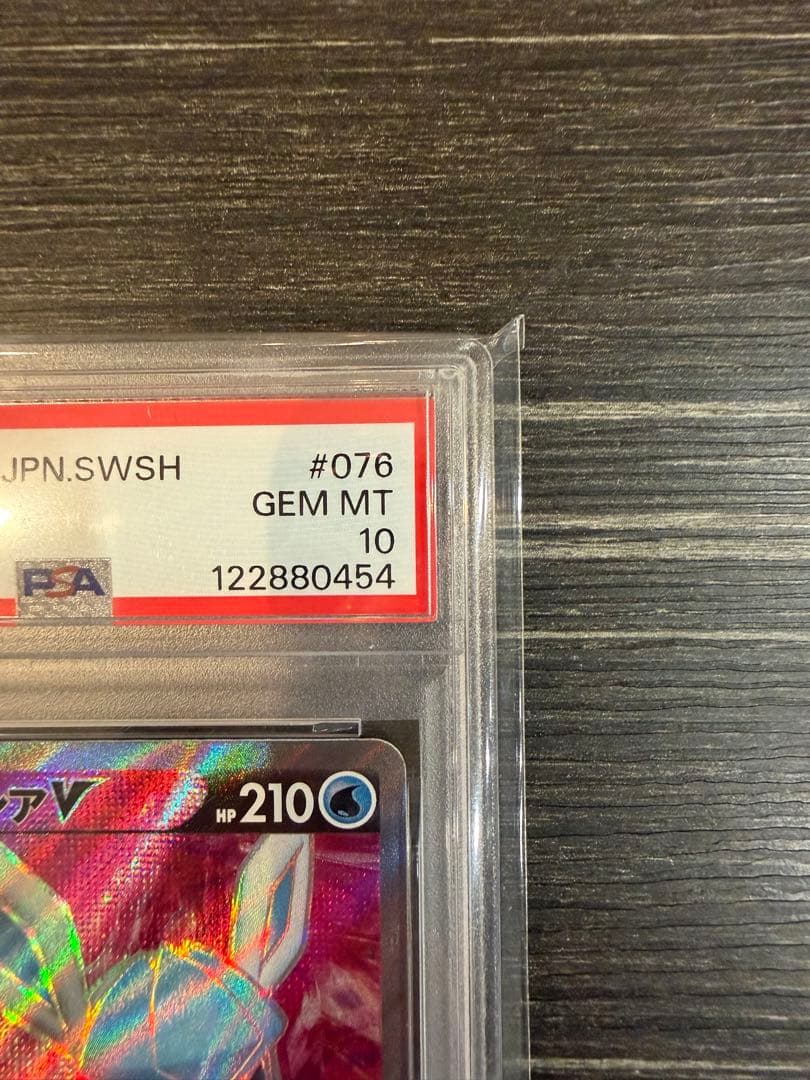 JPN.SWSH #076
GEM MT
10
PSA 122880454
アV HP 210